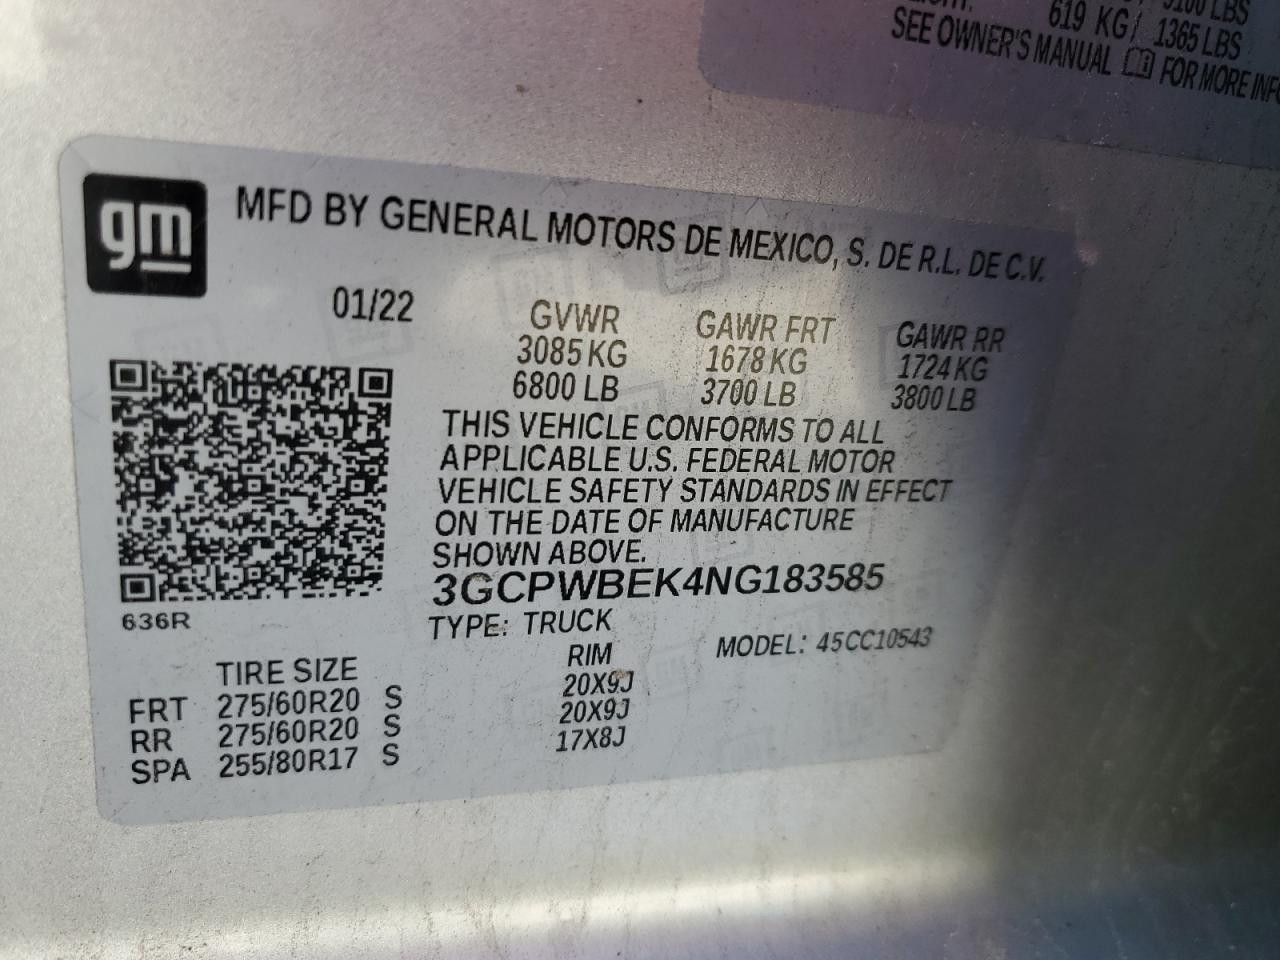 5100 LBS
619 KG/ 1365 LBS
SEE OWNER'S MANUAL FOR MORE
gm
MFD BY GENERAL MOTORS DE MEXICO, S. DE R.L. DE C.V.
01/22
GVWR GAWR FRT GAWR RR
3085 KG 1678 KG 1724 KG
6800 LB 3700 LB 3800 LB
THIS VEHICLE CONFORMS TO ALL
APPLICABLE U.S. FEDERAL MOTOR
VEHICLE SAFETY STANDARDS IN EFFECT
ON THE DATE OF MANUFACTURE
SHOWN ABOVE.
3GCPWBEK4NG183585
TYPE: TRUCK
MODEL: 45CC10543
636R
TIRE SIZE RIM
FRT 275/60R20 S 20X9J
RR 275/60R20 S 20X9J
SPA 255/80R17 S 17X8J